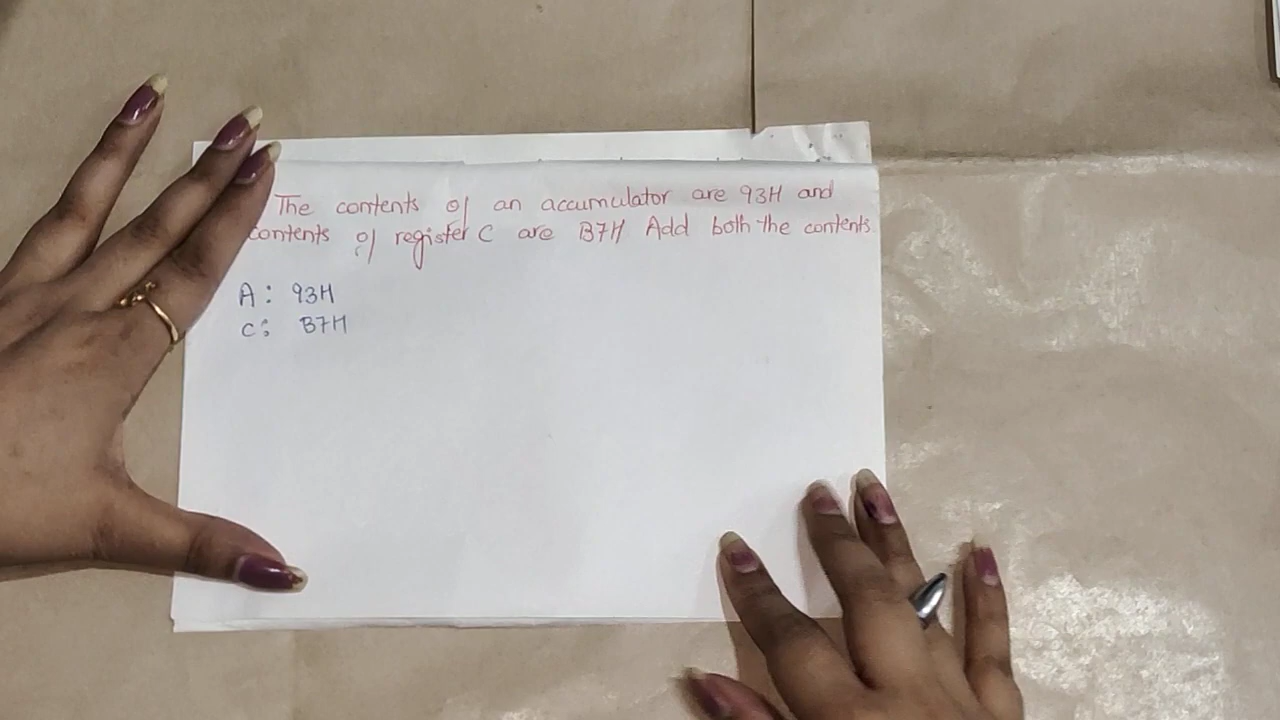 The contents of an accumulator are 93H and
contents of register C are B7H Add both the contents
A: 93H
C: B7H